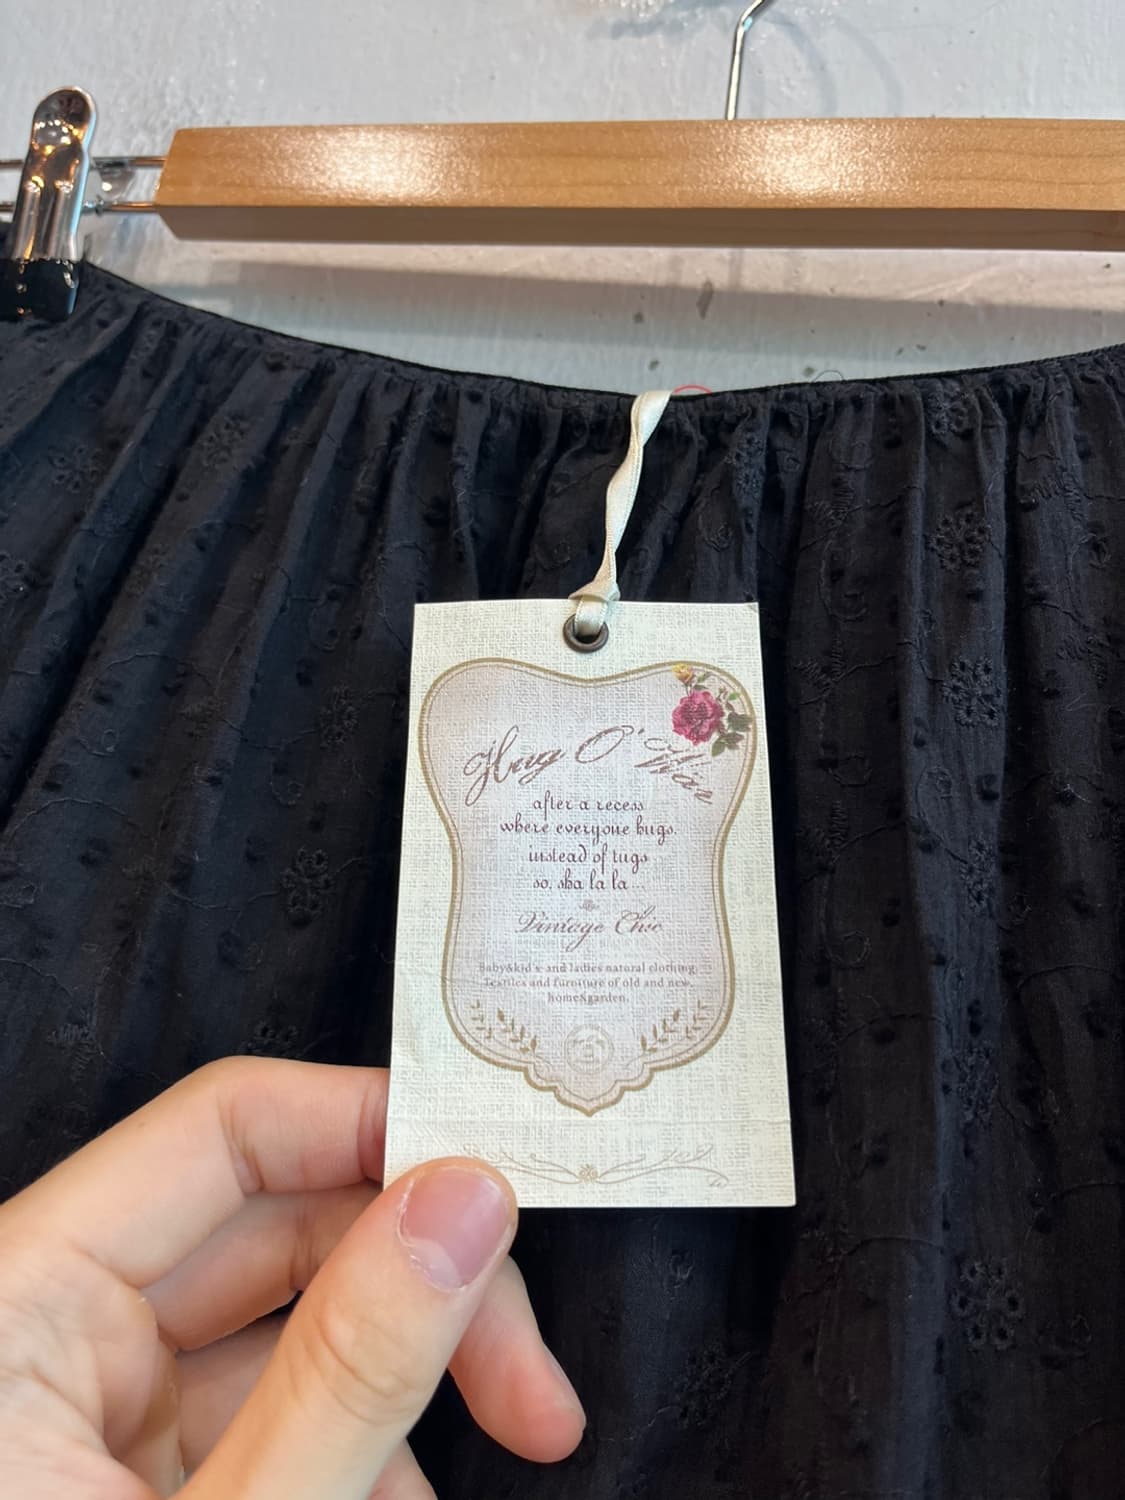 Hug O' War
after a recess
where everyone hugs.
instead of tugs
so, sha la la...
Vintage Chic
Baby&kid's and ladies natural clothing,
Textiles and furniture of old and new,
home&garden.